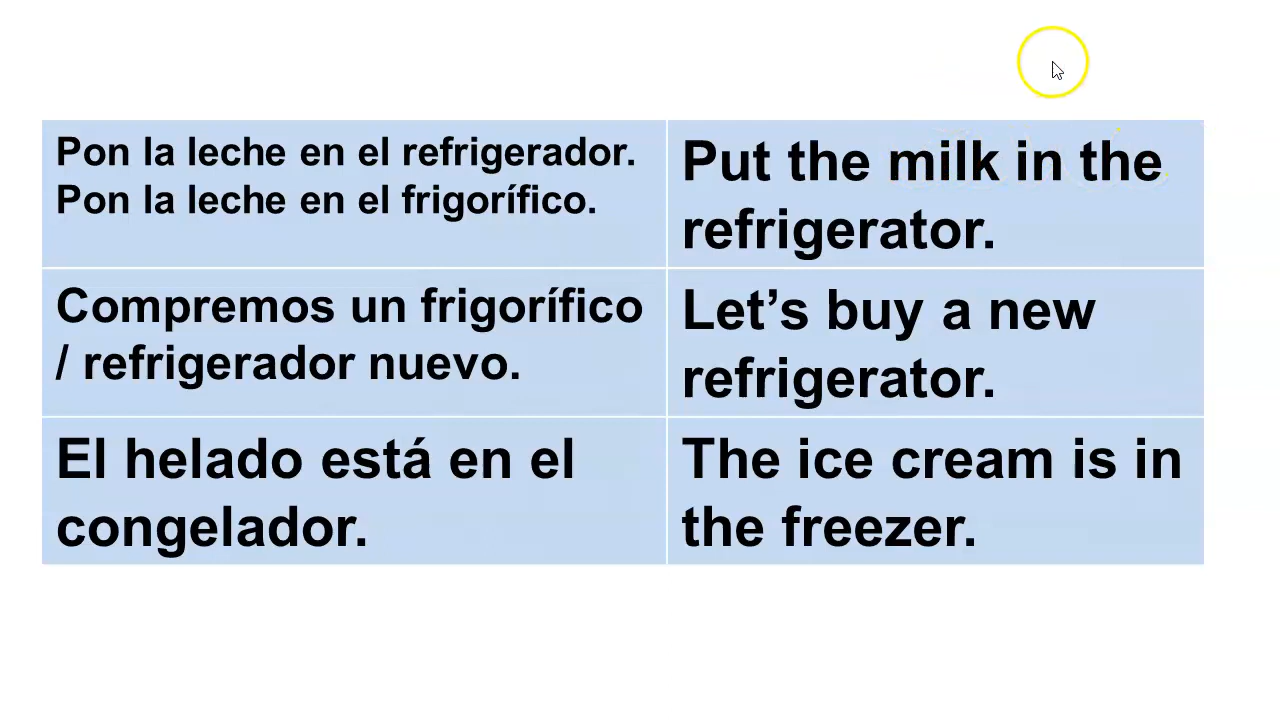 Pon la leche en el refrigerador.
Pon la leche en el frigorífico.
Put the milk in the
refrigerator.
Compremos un frigorífico
/ refrigerador nuevo.
Let’s buy a new
refrigerator.
El helado está en el
congelador.
The ice cream is in
the freezer.